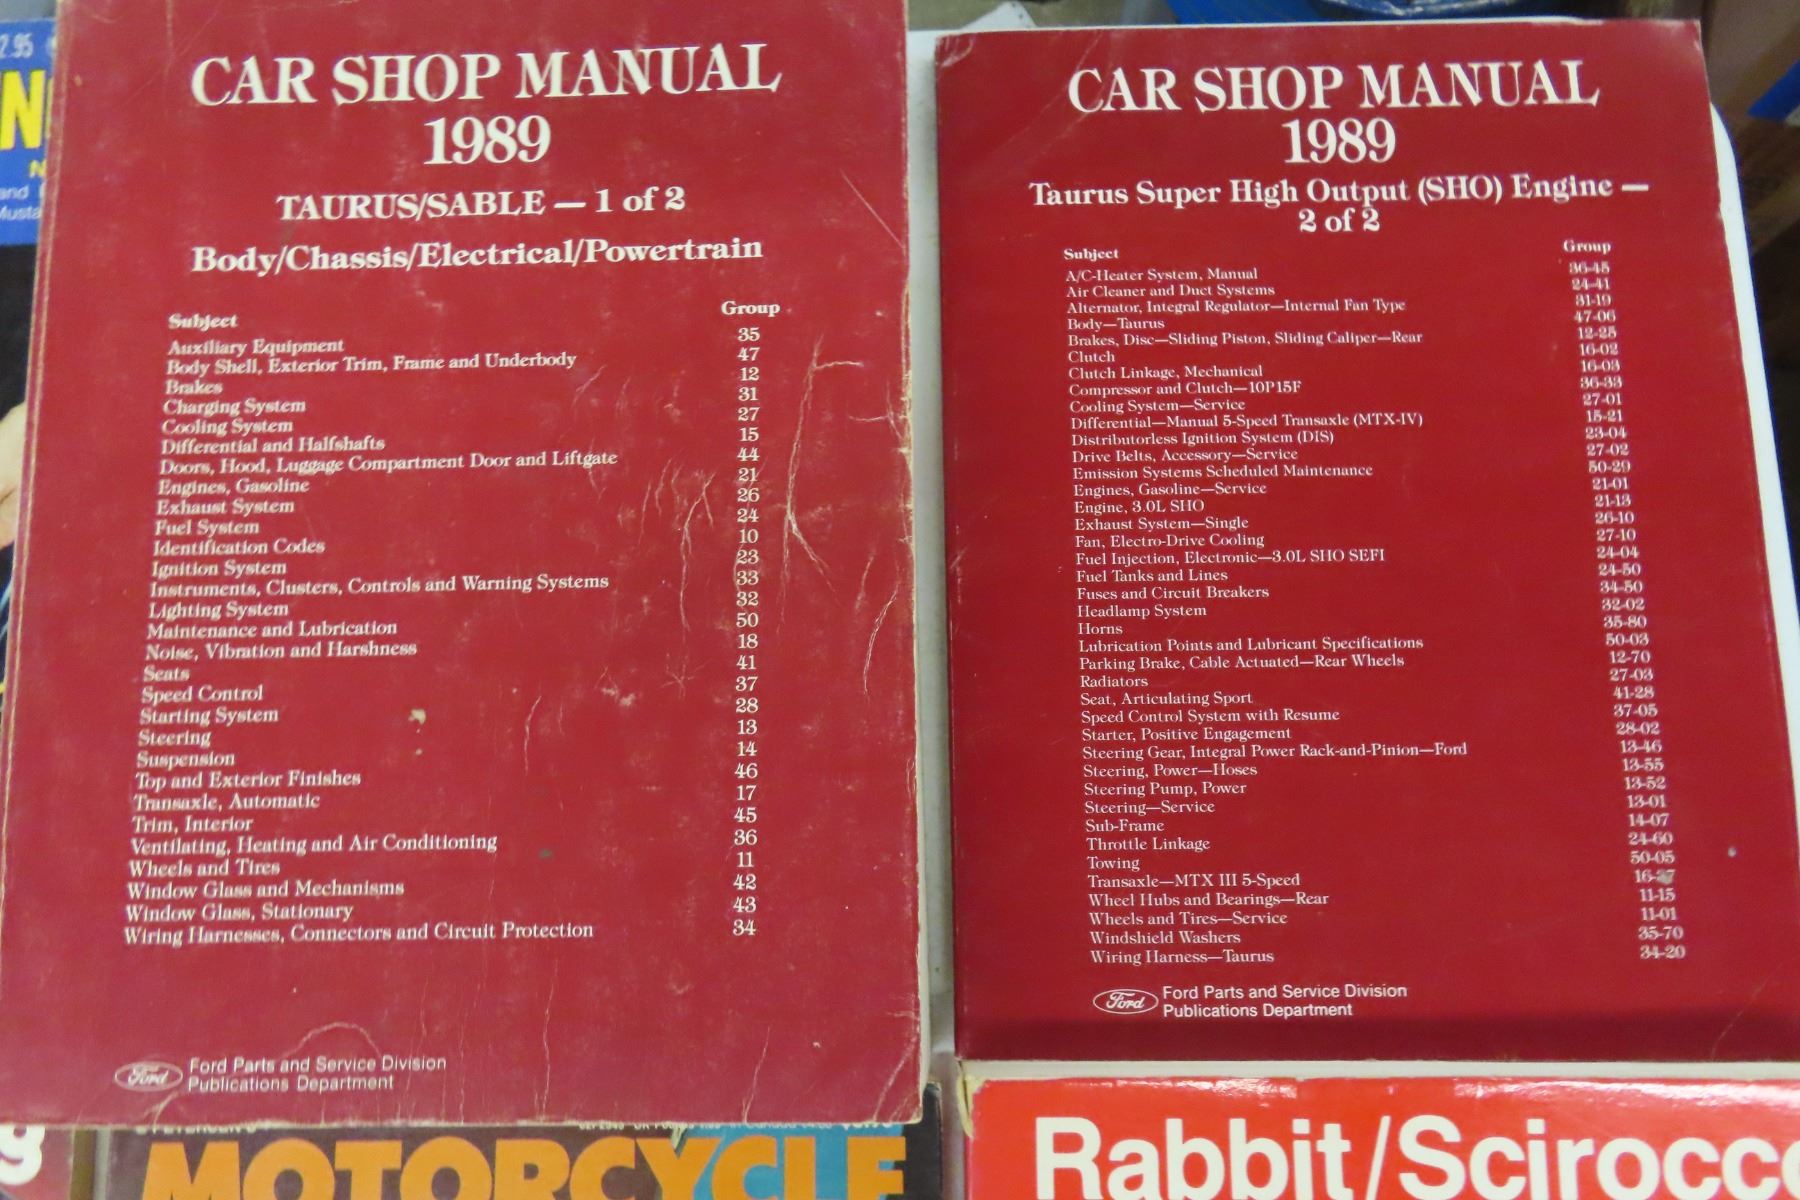 CAR SHOP MANUAL
1989
TAURUS/SABLE — 1 of 2
Body/Chassis/Electrical/Powertrain
Subject Group
Auxiliary Equipment 35
Body Shell, Exterior Trim, Frame and Underbody 47
Brakes 12
Charging System 31
Cooling System 27
Differential and Halfshafts 15
Doors, Hood, Luggage Compartment Door and Liftgate 44
Engines, Gasoline 21
Exhaust System 26
Fuel System 24
Identification Codes 10
Ignition System 23
Instruments, Clusters, Controls and Warning Systems 33
Lighting System 32
Maintenance and Lubrication 50
Noise, Vibration and Harshness 18
Seats 41
Speed Control 37
Starting System 28
Steering 13
Suspension 14
Top and Exterior Finishes 46
Transaxle, Automatic 17
Trim, Interior 45
Ventilating, Heating and Air Conditioning 36
Wheels and Tires 11
Window Glass and Mechanisms 42
Window Glass, Stationary 43
Wiring Harnesses, Connectors and Circuit Protection 34
Ford
Ford Parts and Service Division
Publications Department
CAR SHOP MANUAL
1989
Taurus Super High Output (SHO) Engine —
2 of 2
Subject Group
A/C-Heater System, Manual 36-45
Air Cleaner and Duct Systems 24-41
Alternator, Integral Regulator—Internal Fan Type 31-19
Body—Taurus 47-06
Brakes, Disc—Sliding Piston, Sliding Caliper—Rear 12-25
Clutch 16-02
Clutch Linkage, Mechanical 16-03
Compressor and Clutch—10P15F 36-33
Cooling System—Service 27-01
Differential—Manual 5-Speed Transaxle (MTX-IV) 15-21
Distributorless Ignition System (DIS) 23-04
Drive Belts, Accessory—Service 27-02
Emission Systems Scheduled Maintenance 50-29
Engines, Gasoline—Service 21-01
Engine, 3.0L SHO 21-13
Exhaust System—Single 26-10
Fan, Electro-Drive Cooling 27-10
Fuel Injection, Electronic—3.0L SHO SEFI 24-04
Fuel Tanks and Lines 24-50
Fuses and Circuit Breakers 34-50
Headlamp System 32-02
Horns 35-80
Lubrication Points and Lubricant Specifications 50-03
Parking Brake, Cable Actuated—Rear Wheels 12-70
Radiators 27-03
Seat, Articulating Sport 41-28
Speed Control System with Resume 37-05
Starter, Positive Engagement 28-02
Steering Gear, Integral Power Rack-and-Pinion—Ford 13-46
Steering, Power—Hoses 13-55
Steering Pump, Power 13-52
Steering—Service 13-01
Sub-Frame 14-07
Throttle Linkage 24-60
Towing 50-05
Transaxle—MTX III 5-Speed
Wheel Hubs and Bearings—Rear 11-15
Wheels and Tires—Service 11-01
Windshield Washers 35-70
Wiring Harness—Taurus 34-20
Ford
Ford Parts and Service Division
Publications Department
MOTORCYCLE
Rabbit/Scirocco